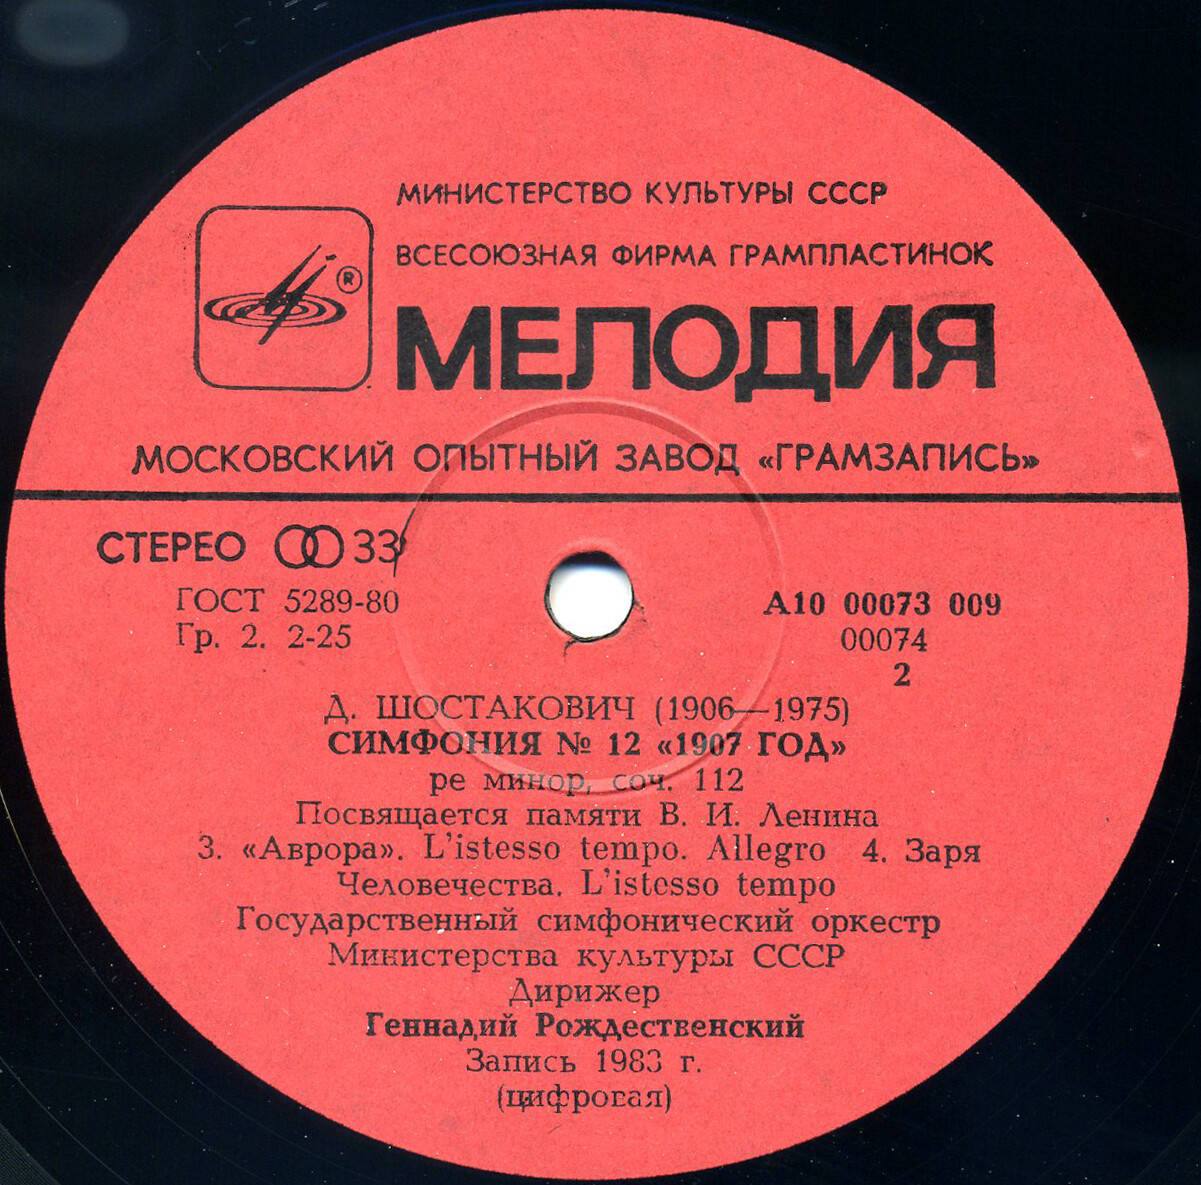 МИНИСТЕРСТВО КУЛЬТУРЫ СССР
ВСЕСОЮЗНАЯ ФИРМА ГРАМПЛАСТИНОК
®
МЕЛОДИЯ
МОСКОВСКИЙ ОПЫТНЫЙ ЗАВОД «ГРАМЗАПИСЬ»
СТЕРЕО 33
ГОСТ 5289-80
Гр. 2. 2-25
А10 00073 009
00074
2
Д. ШОСТАКОВИЧ (1906—1975)
СИМФОНИЯ № 12 «1907 ГОД»
ре минор, соч. 112
Посвящается памяти В. И. Ленина
3. «Аврора». L'istesso tempo. Allegro 4. Заря
Человечества. L'istesso tempo
Государственный симфонический оркестр
Министерства культуры СССР
Дирижер
Геннадий Рождественский
Запись 1983 г.
(цифровая)